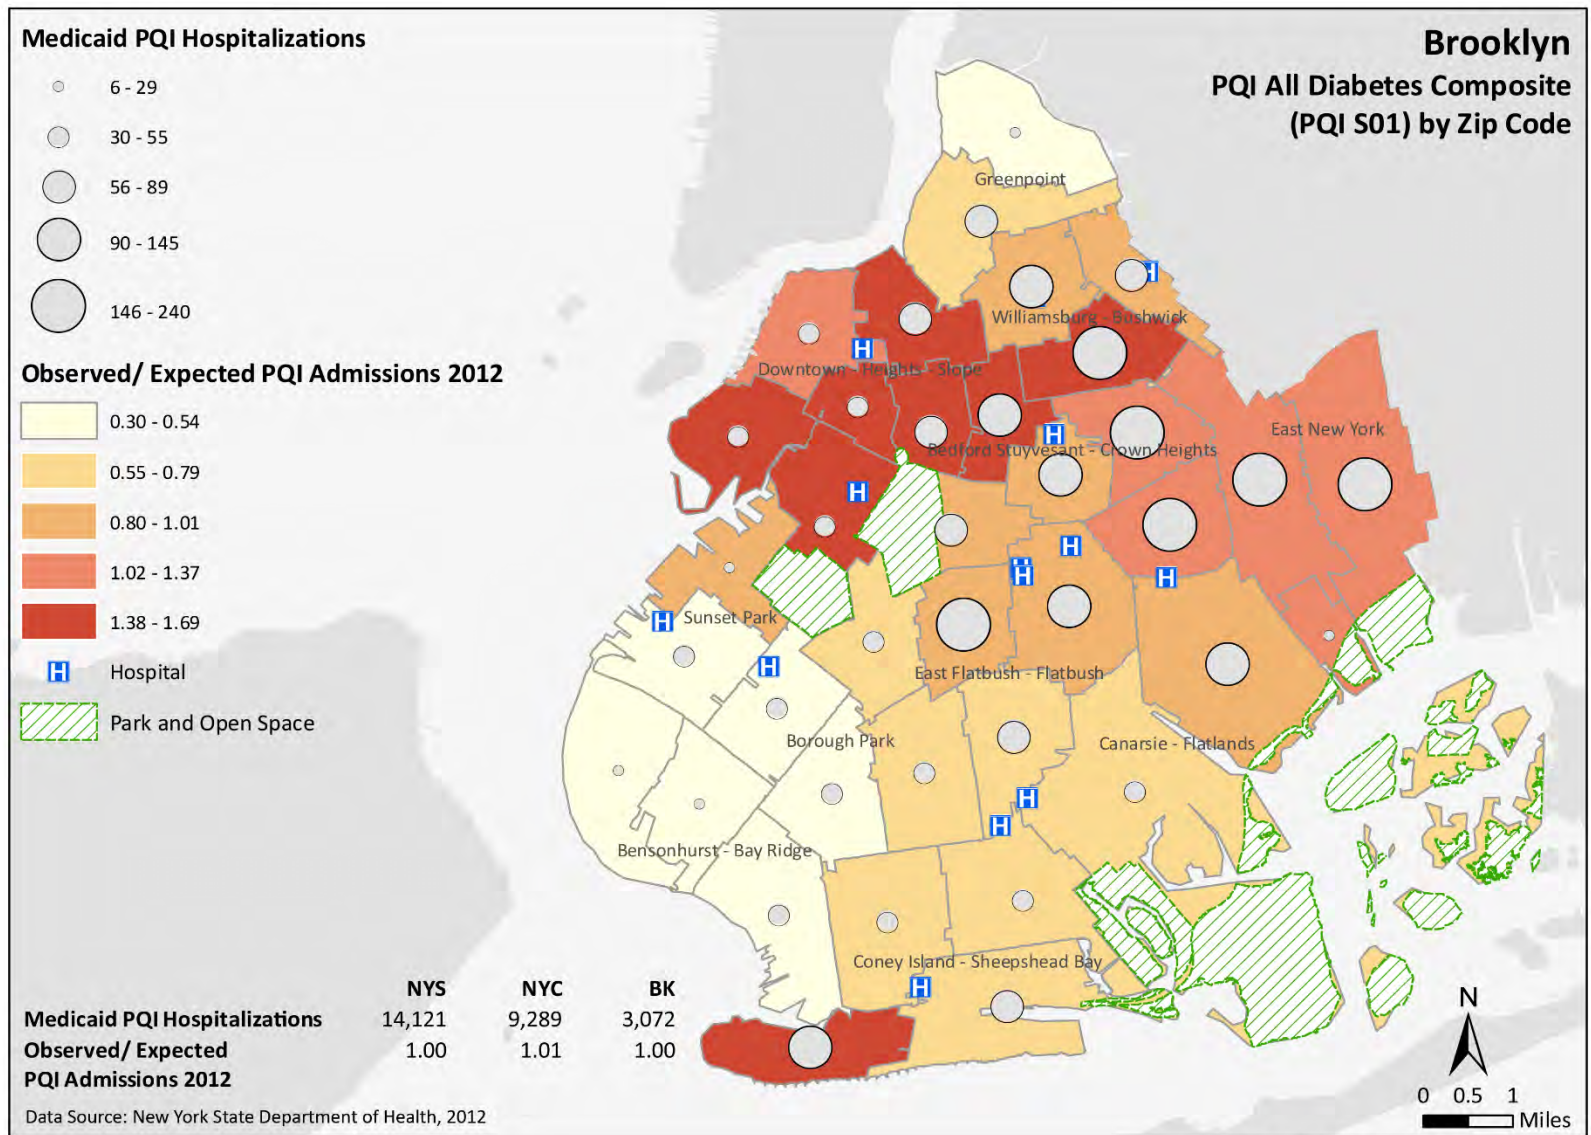 Medicaid PQI Hospitalizations
6 - 29
30 - 55
56 - 89
90 - 145
146 - 240
Observed/ Expected PQI Admissions 2012
0.30 - 0.54
0.55 - 0.79
0.80 - 1.01
1.02 - 1.37
1.38 - 1.69
H Hospital
Park and Open Space
Brooklyn
PQI All Diabetes Composite
(PQI S01) by Zip Code
Greenpoint
H
Williamsburg - Bushwick
H
Downtown - Heights - Slope
East New York
H
Bedford Stuyvesant - Crown Heights
H
H
H
H
H
H
Sunset Park
H
East Flatbush - Flatbush
Borough Park
Canarsie - Flatlands
H
H
Bensonhurst - Bay Ridge
Coney Island - Sheepshead Bay
H
NYS NYC BK
Medicaid PQI Hospitalizations 14,121 9,289 3,072
Observed/ Expected 1.00 1.01 1.00
PQI Admissions 2012
Data Source: New York State Department of Health, 2012
N
0 0.5 1
Miles